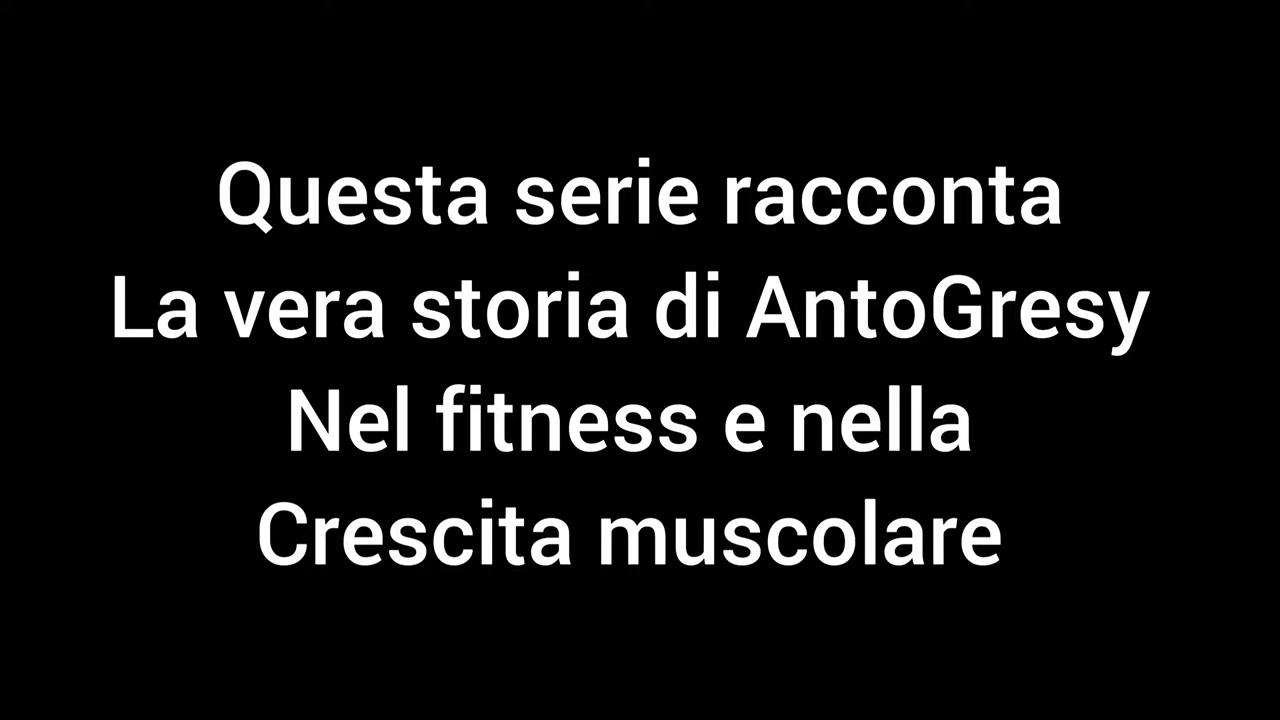 Questa serie racconta
La vera storia di AntoGresy
Nel fitness e nella
Crescita muscolare